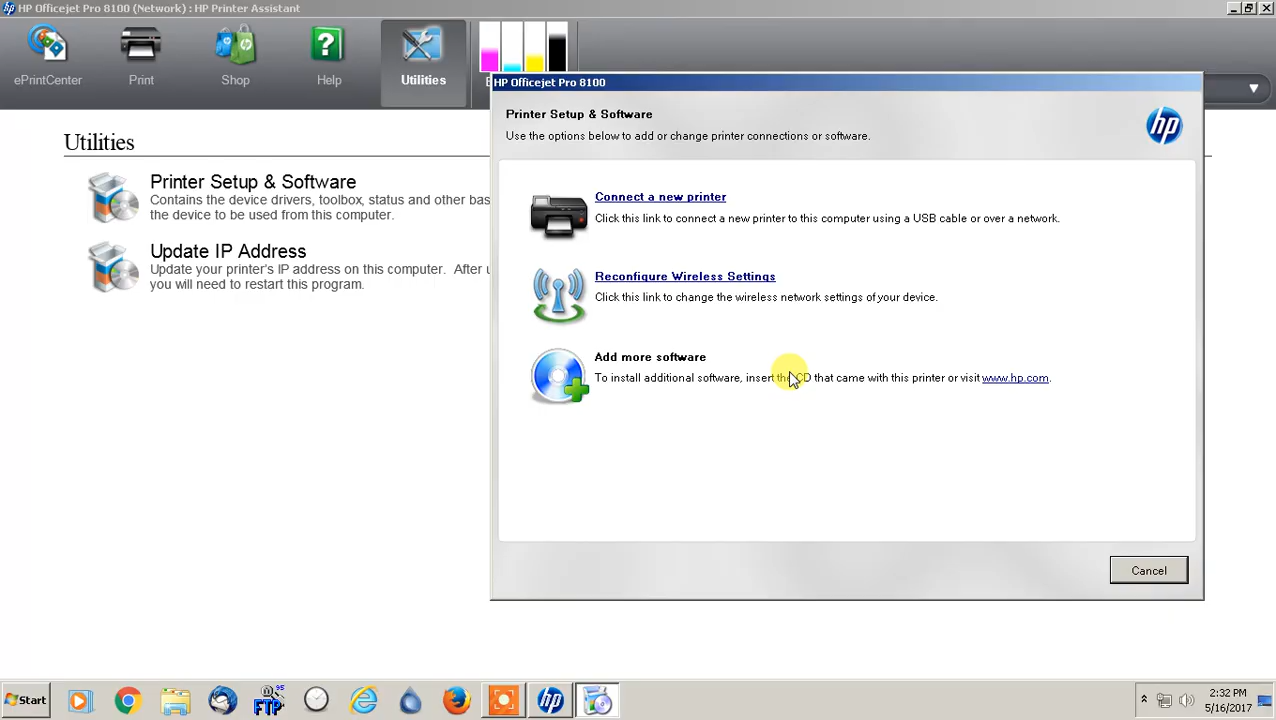 HP Officejet Pro 8100 (Network) : HP Printer Assistant
ePrintCenter
Print
Shop
Help
Utilities
HP Officejet Pro 8100
Printer Setup & Software
Use the options below to add or change printer connections or software.
hp
Utilities
Printer Setup & Software
Contains the device drivers, toolbox, status and other bas
the device to be used from this computer.
Update IP Address
Update your printer's IP address on this computer. After u
you will need to restart this program.
Connect a new printer
Click this link to connect a new printer to this computer using a USB cable or over a network.
Reconfigure Wireless Settings
Click this link to change the wireless network settings of your device.
Add more software
To install additional software, insert the CD that came with this printer or visit www.hp.com.
Cancel
Start
FTP
95
hp
2:32 PM
5/16/2017